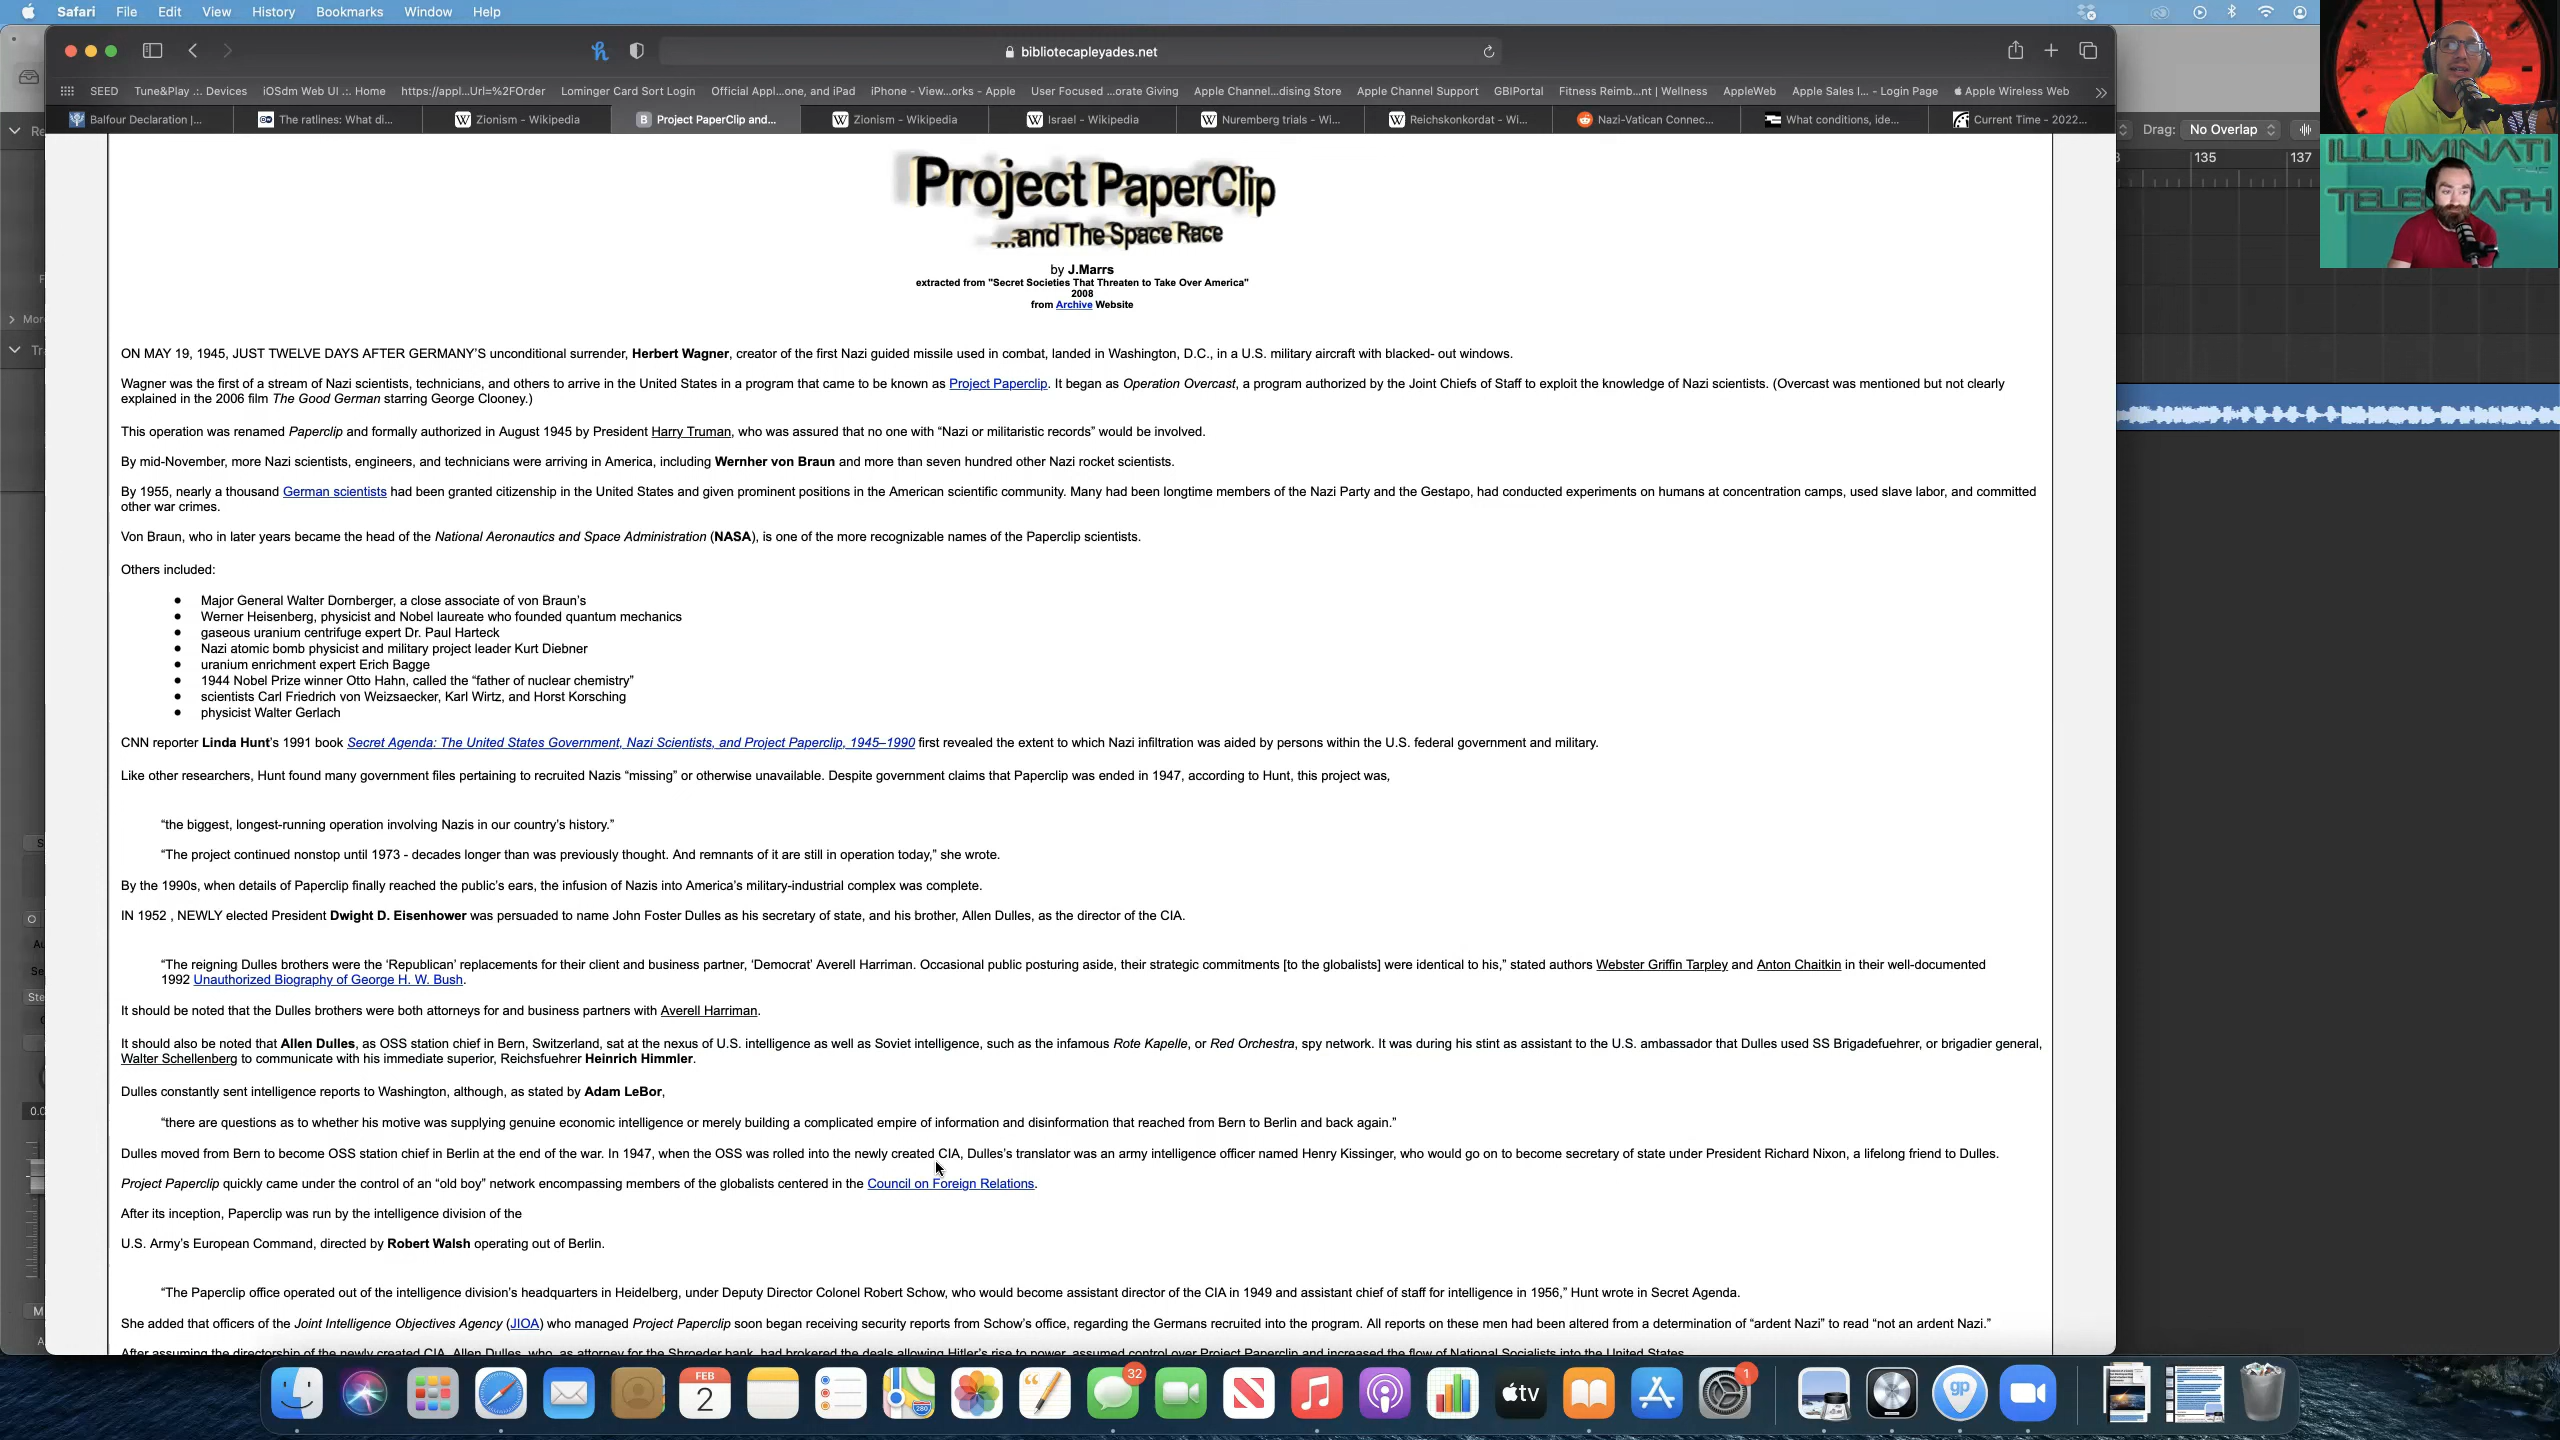 Safari File Edit View History Bookmarks Window Help
bibliotecapleyades.net
SEED Tune&Play .:. Devices iOSdm Web UI .:. Home https://appl...Url=%2FOrder Lominger Card Sort Login Official Appl...one, and iPad iPhone - View...orks - Apple User Focused ...orate Giving Apple Channel...dising Store Apple Channel Support GBIPortal Fitness Reimb...nt | Wellness AppleWeb Apple Sales I... - Login Page Apple Wireless Web
Balfour Declaration |... The ratlines: What di... Zionism - Wikipedia Project PaperClip and... Zionism - Wikipedia Israel - Wikipedia Nuremberg trials - Wi... Reichskonkordat - Wi... Nazi-Vatican Connec... What conditions, ide... Current Time - 2022...
Drag: No Overlap
135 137
ILLUMINATI
THE
TELEGRAPH
Project PaperClip
...and The Space Race
by J.Marrs
extracted from "Secret Societies That Threaten to Take Over America"
2008
from Archive Website
ON MAY 19, 1945, JUST TWELVE DAYS AFTER GERMANY'S unconditional surrender, Herbert Wagner, creator of the first Nazi guided missile used in combat, landed in Washington, D.C., in a U.S. military aircraft with blacked- out windows.
Wagner was the first of a stream of Nazi scientists, technicians, and others to arrive in the United States in a program that came to be known as Project Paperclip. It began as Operation Overcast, a program authorized by the Joint Chiefs of Staff to exploit the knowledge of Nazi scientists. (Overcast was mentioned but not clearly
explained in the 2006 film The Good German starring George Clooney.)
This operation was renamed Paperclip and formally authorized in August 1945 by President Harry Truman, who was assured that no one with “Nazi or militaristic records” would be involved.
By mid-November, more Nazi scientists, engineers, and technicians were arriving in America, including Wernher von Braun and more than seven hundred other Nazi rocket scientists.
By 1955, nearly a thousand German scientists had been granted citizenship in the United States and given prominent positions in the American scientific community. Many had been longtime members of the Nazi Party and the Gestapo, had conducted experiments on humans at concentration camps, used slave labor, and committed
other war crimes.
Von Braun, who in later years became the head of the National Aeronautics and Space Administration (NASA), is one of the more recognizable names of the Paperclip scientists.
Others included:
● Major General Walter Dornberger, a close associate of von Braun's
● Werner Heisenberg, physicist and Nobel laureate who founded quantum mechanics
● gaseous uranium centrifuge expert Dr. Paul Harteck
● Nazi atomic bomb physicist and military project leader Kurt Diebner
● uranium enrichment expert Erich Bagge
● 1944 Nobel Prize winner Otto Hahn, called the “father of nuclear chemistry”
● scientists Carl Friedrich von Weizsaecker, Karl Wirtz, and Horst Korsching
● physicist Walter Gerlach
CNN reporter Linda Hunt's 1991 book Secret Agenda: The United States Government, Nazi Scientists, and Project Paperclip, 1945–1990 first revealed the extent to which Nazi infiltration was aided by persons within the U.S. federal government and military.
Like other researchers, Hunt found many government files pertaining to recruited Nazis “missing” or otherwise unavailable. Despite government claims that Paperclip was ended in 1947, according to Hunt, this project was,
“the biggest, longest-running operation involving Nazis in our country's history.”
“The project continued nonstop until 1973 - decades longer than was previously thought. And remnants of it are still in operation today,” she wrote.
By the 1990s, when details of Paperclip finally reached the public's ears, the infusion of Nazis into America's military-industrial complex was complete.
IN 1952 , NEWLY elected President Dwight D. Eisenhower was persuaded to name John Foster Dulles as his secretary of state, and his brother, Allen Dulles, as the director of the CIA.
“The reigning Dulles brothers were the ‘Republican’ replacements for their client and business partner, ‘Democrat’ Averell Harriman. Occasional public posturing aside, their strategic commitments [to the globalists] were identical to his,” stated authors Webster Griffin Tarpley and Anton Chaitkin in their well-documented
1992 Unauthorized Biography of George H. W. Bush.
It should be noted that the Dulles brothers were both attorneys for and business partners with Averell Harriman.
It should also be noted that Allen Dulles, as OSS station chief in Bern, Switzerland, sat at the nexus of U.S. intelligence as well as Soviet intelligence, such as the infamous Rote Kapelle, or Red Orchestra, spy network. It was during his stint as assistant to the U.S. ambassador that Dulles used SS Brigadefuehrer, or brigadier general,
Walter Schellenberg to communicate with his immediate superior, Reichsfuehrer Heinrich Himmler.
Dulles constantly sent intelligence reports to Washington, although, as stated by Adam LeBor,
“there are questions as to whether his motive was supplying genuine economic intelligence or merely building a complicated empire of information and disinformation that reached from Bern to Berlin and back again.”
Dulles moved from Bern to become OSS station chief in Berlin at the end of the war. In 1947, when the OSS was rolled into the newly created CIA, Dulles's translator was an army intelligence officer named Henry Kissinger, who would go on to become secretary of state under President Richard Nixon, a lifelong friend to Dulles.
Project Paperclip quickly came under the control of an “old boy” network encompassing members of the globalists centered in the Council on Foreign Relations.
After its inception, Paperclip was run by the intelligence division of the
U.S. Army's European Command, directed by Robert Walsh operating out of Berlin.
“The Paperclip office operated out of the intelligence division's headquarters in Heidelberg, under Deputy Director Colonel Robert Schow, who would become assistant director of the CIA in 1949 and assistant chief of staff for intelligence in 1956,” Hunt wrote in Secret Agenda.
She added that officers of the Joint Intelligence Objectives Agency (JIOA) who managed Project Paperclip soon began receiving security reports from Schow's office, regarding the Germans recruited into the program. All reports on these men had been altered from a determination of “ardent Nazi” to read “not an ardent Nazi.”
After assuming the directorship of the newly created CIA, Allen Dulles, who, as attorney for the Shroeder bank, had brokered the deals allowing Hitler's rise to power, assumed control over Project Paperclip and increased the flow of National Socialists into the United States.
FEB
2
32
tv
280
1
gp